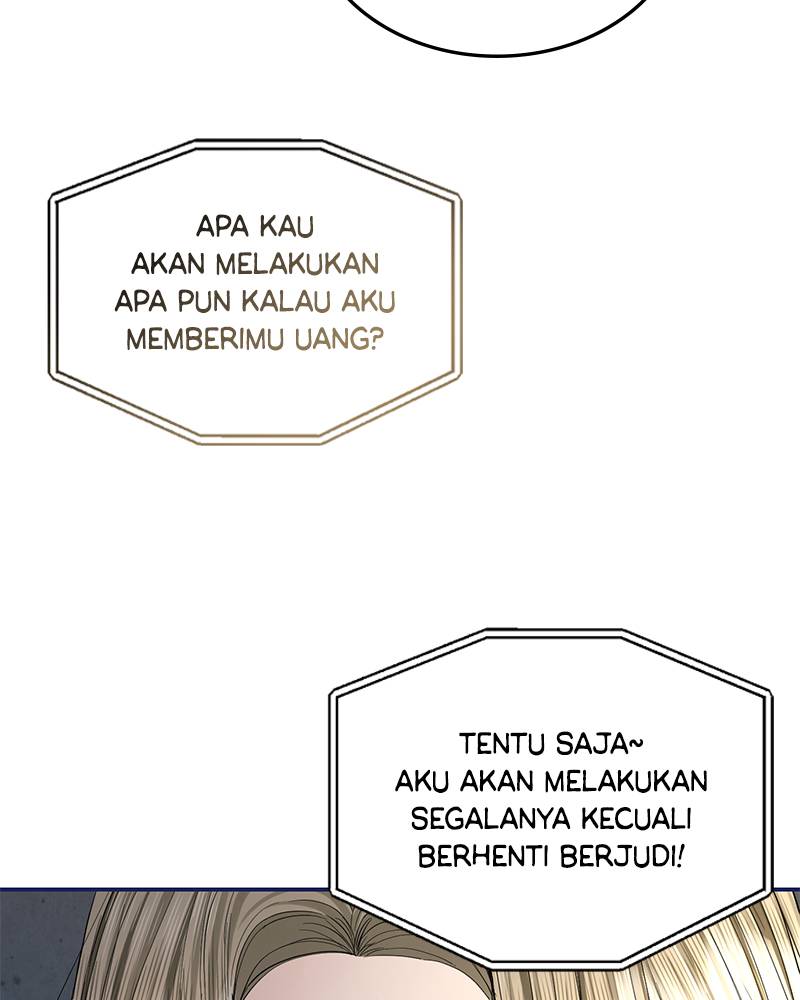 APA KAU
AKAN MELAKUKAN
APA PUN KALAU AKU
MEMBERIMU UANG?
TENTU SAJA~
AKU AKAN MELAKUKAN
SEGALANYA KECUALI
BERHENTI BERJUDI!